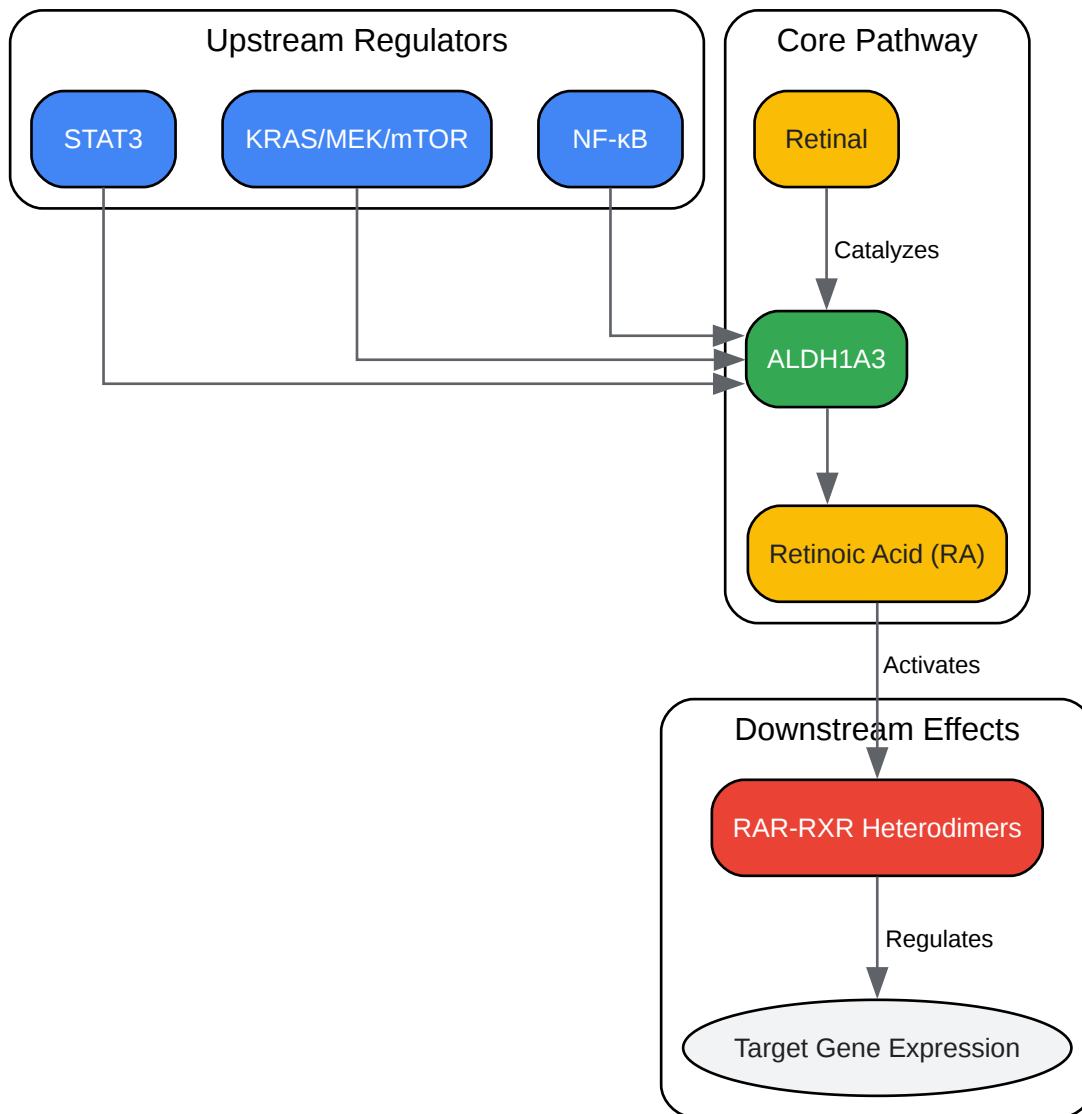 Upstream Regulators
STAT3
KRAS/MEK/mTOR
NF-κB
Core Pathway
Retinal
Catalyzes
ALDH1A3
Retinoic Acid (RA)
Activates
Downstream Effects
RAR-RXR Heterodimers
Regulates
Target Gene Expression